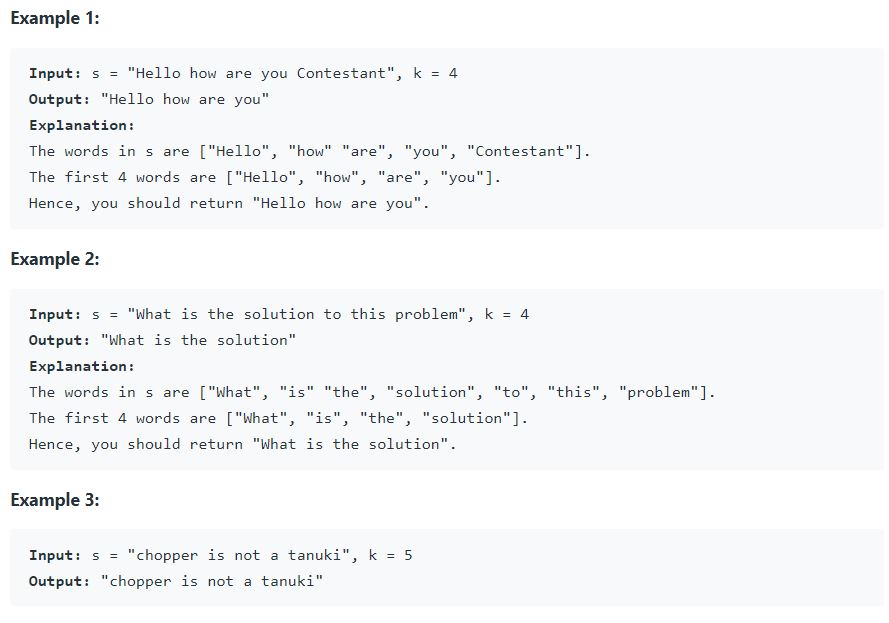 Example 1:
Input: s = "Hello how are you Contestant", k = 4
Output: "Hello how are you"
Explanation:
The words in s are ["Hello", "how" "are", "you", "Contestant"].
The first 4 words are ["Hello", "how", "are", "you"].
Hence, you should return "Hello how are you".
Example 2:
Input: s = "What is the solution to this problem", k = 4
Output: "What is the solution"
Explanation:
The words in s are ["What", "is" "the", "solution", "to", "this", "problem"].
The first 4 words are ["What", "is", "the", "solution"].
Hence, you should return "What is the solution".
Example 3:
Input: s = "chopper is not a tanuki", k = 5
Output: "chopper is not a tanuki"